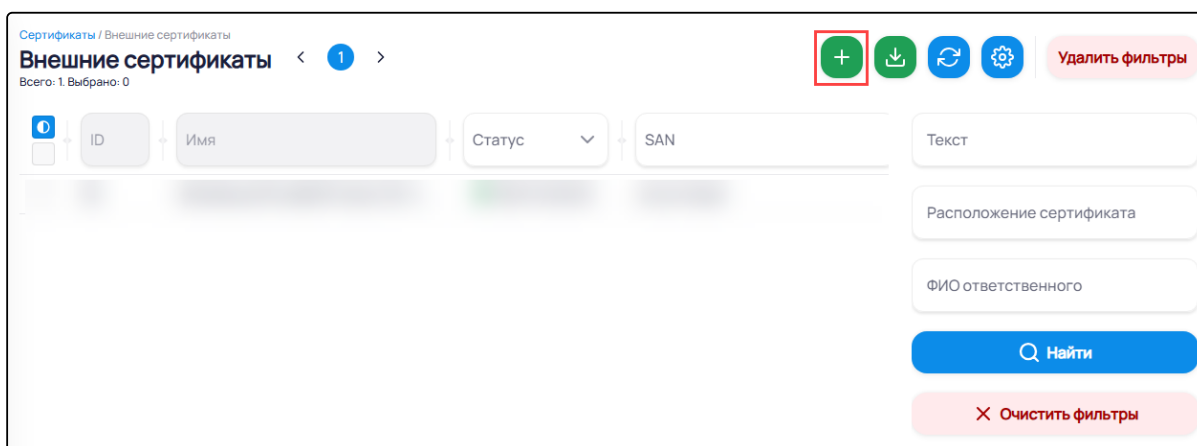 Сертификаты / Внешние сертификаты
Внешние сертификаты < 1 >
Всего: 1. Выбрано: 0
Удалить фильтры
ID
Имя
Статус
SAN
Текст
Расположение сертификата
ФИО ответственного
Найти
Очистить фильтры